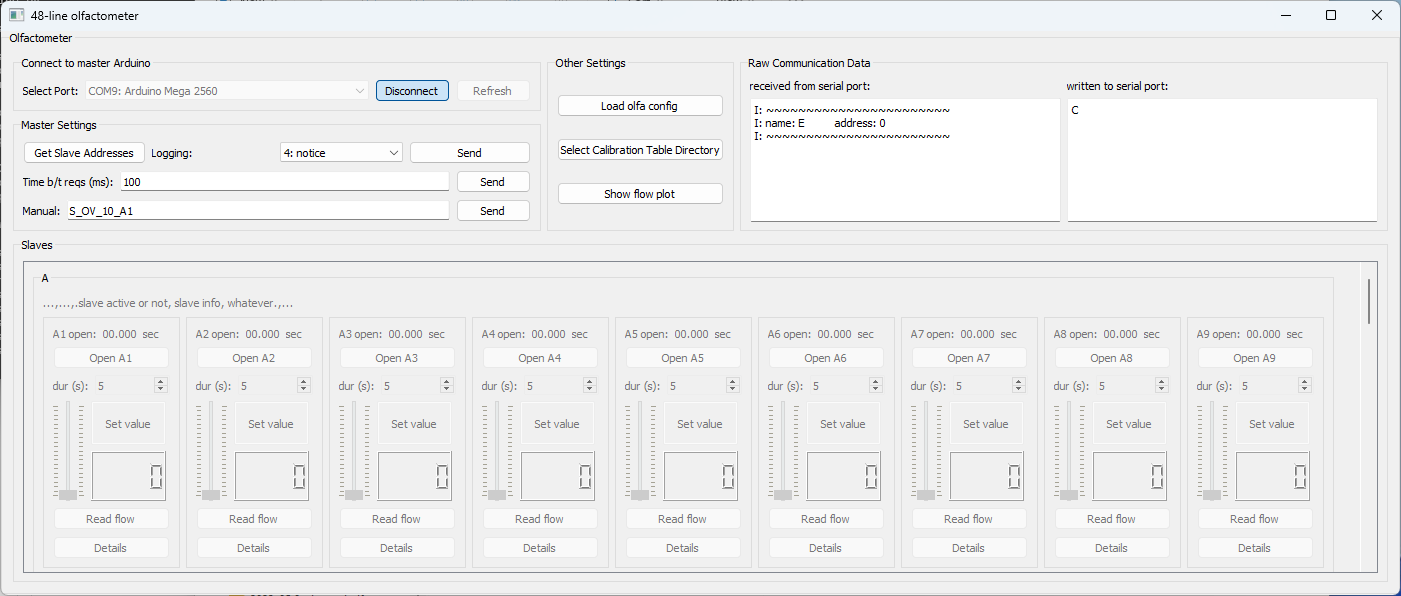 48-line olfactometer
Olfactometer
Connect to master Arduino
Select Port: COM9: Arduino Mega 2560 Disconnect Refresh
Master Settings
Get Slave Addresses Logging: 4: notice Send
Time b/t reqs (ms): 100 Send
Manual: S_OV_10_A1 Send
Other Settings
Load olfa config
Select Calibration Table Directory
Show flow plot
Raw Communication Data
received from serial port:
I: ~~~~~~~~~~~~~~~~~~~~~~~
I: name: E address: 0
I: ~~~~~~~~~~~~~~~~~~~~~~~
written to serial port:
C
Slaves
A
...,...,.slave active or not, slave info, whatever.,...
A1 open: 00.000 sec A2 open: 00.000 sec A3 open: 00.000 sec A4 open: 00.000 sec A5 open: 00.000 sec A6 open: 00.000 sec A7 open: 00.000 sec A8 open: 00.000 sec A9 open: 00.000 sec
Open A1 Open A2 Open A3 Open A4 Open A5 Open A6 Open A7 Open A8 Open A9
dur (s): 5 dur (s): 5 dur (s): 5 dur (s): 5 dur (s): 5 dur (s): 5 dur (s): 5 dur (s): 5 dur (s): 5
Set value Set value Set value Set value Set value Set value Set value Set value Set value
0 0 0 0 0 0 0 0 0
Read flow Read flow Read flow Read flow Read flow Read flow Read flow Read flow Read flow
Details Details Details Details Details Details Details Details Details